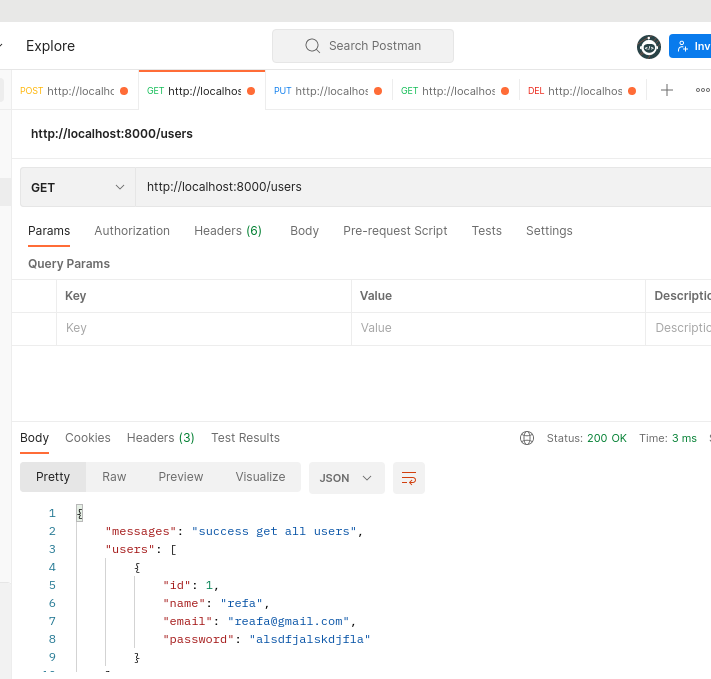 Explore
Search Postman
Inv
POST http://localho
GET http://localhos
PUT http://localhos
GET http://localhos
DEL http://localhos
http://localhost:8000/users
GET http://localhost:8000/users
Params Authorization Headers (6) Body Pre-request Script Tests Settings
Query Params
Key Value Descriptio
Key Value Descriptio
Body Cookies Headers (3) Test Results Status: 200 OK Time: 3 ms
Pretty Raw Preview Visualize JSON
1 {
2 "messages": "success get all users",
3 "users": [
4 {
5 "id": 1,
6 "name": "refa",
7 "email": "reafa@gmail.com",
8 "password": "alsdfjalskdjfla"
9 }